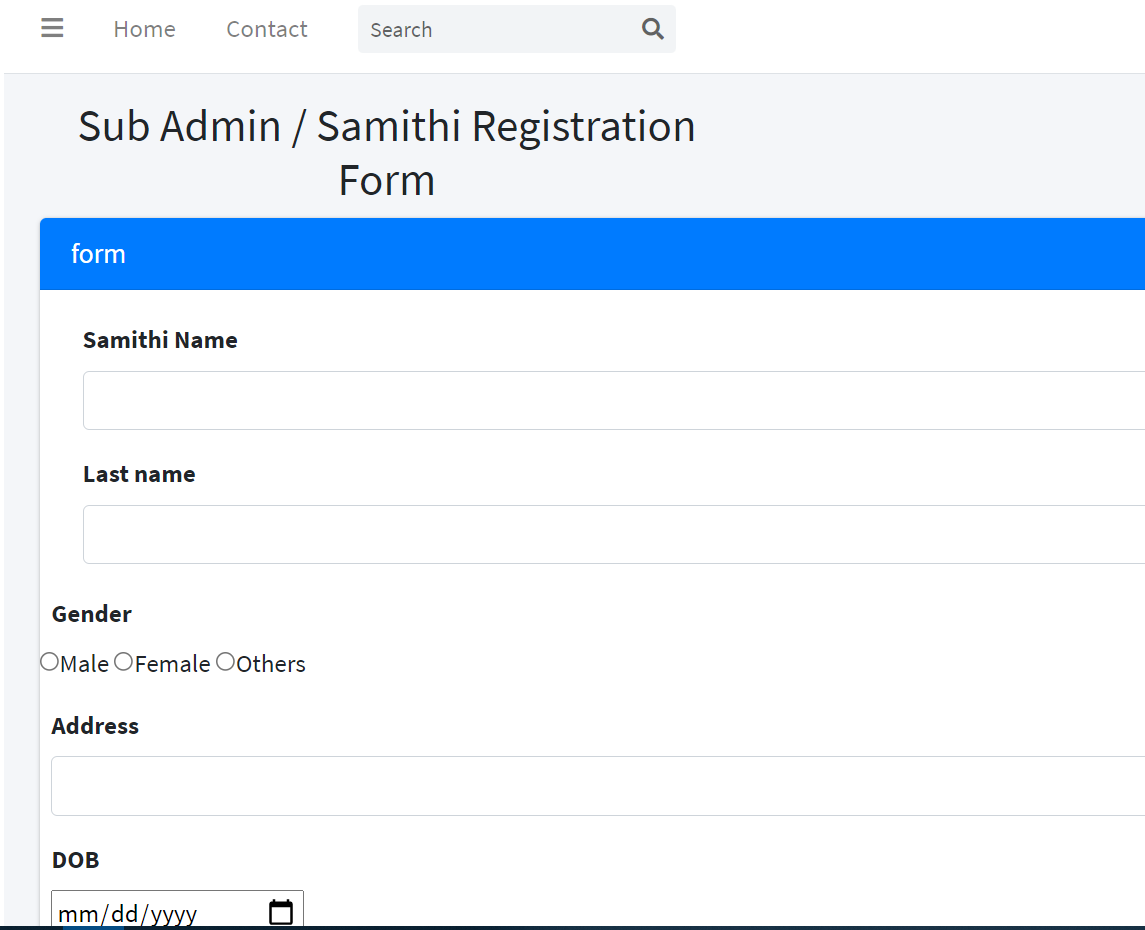 Home Contact Search
Sub Admin / Samithi Registration
Form
form
Samithi Name
Last name
Gender
Male Female Others
Address
DOB
mm/dd/yyyy